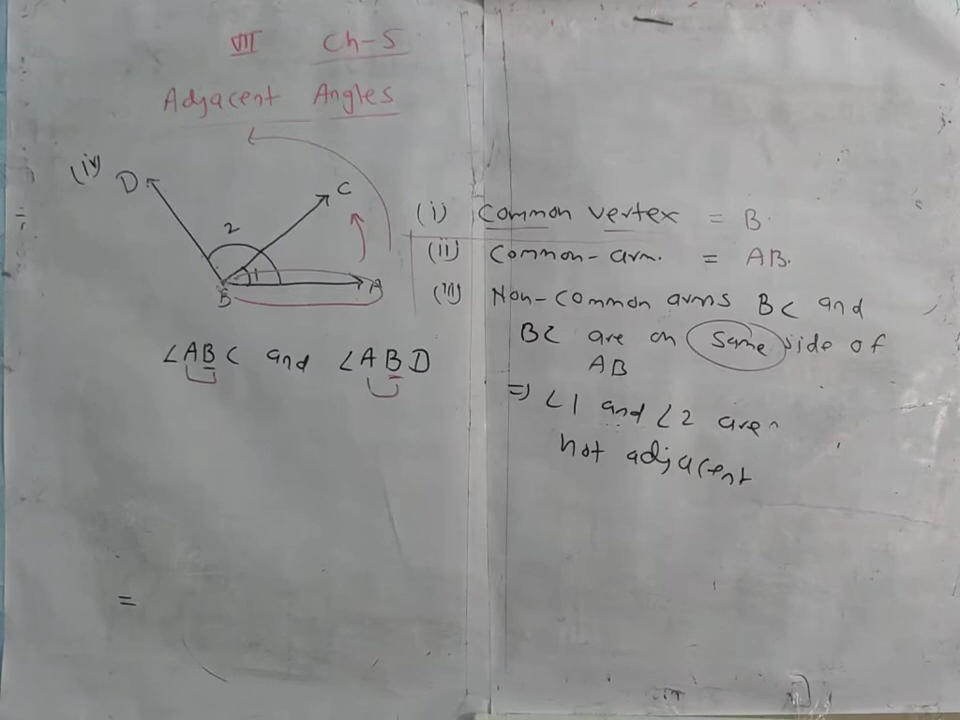 VII Ch-5
Adjacent Angles
(iv)
D
C
2
1
B
A
∠ABC and ∠ABD
(i) Common vertex = B.
(ii) Common-arm. = AB.
(iii) Non-Common arms BC and
BC are on same side of
AB
⇒ ∠1 and ∠2 are
not adjacent
=